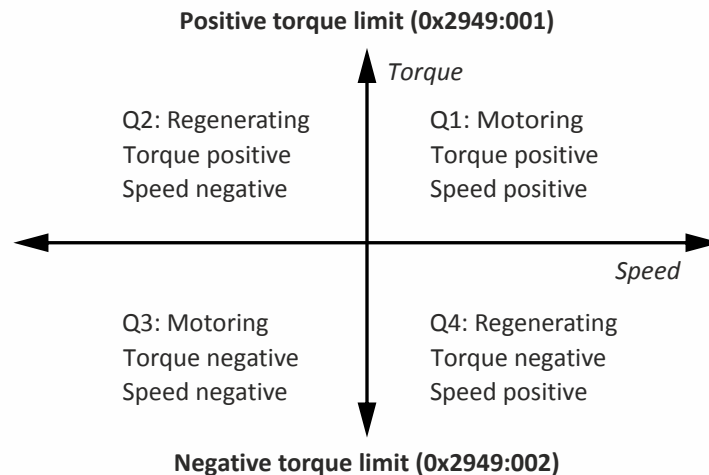 Positive torque limit (0x2949:001)
Torque
Q2: Regenerating
Torque positive
Speed negative
Q1: Motoring
Torque positive
Speed positive
Speed
Q3: Motoring
Torque negative
Speed negative
Q4: Regenerating
Torque negative
Speed positive
Negative torque limit (0x2949:002)